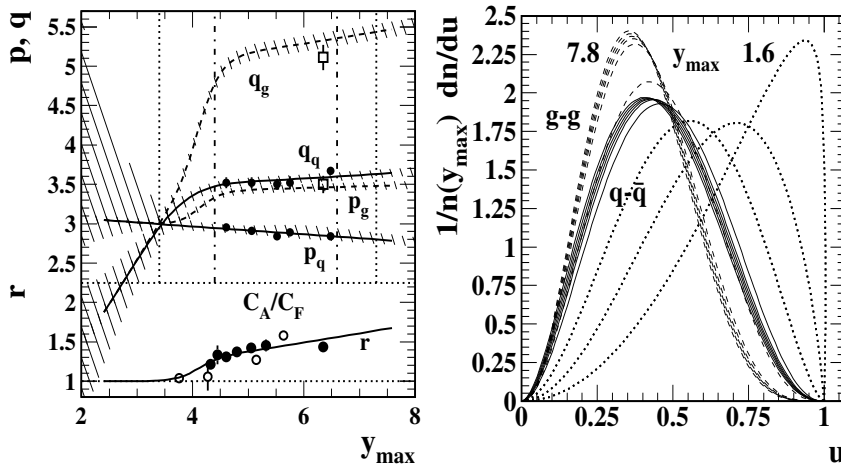 p, q
r
5.5
5
4.5
4
3.5
3
2.5
2
1.5
1
q_g
q_q
p_g
p_q
C_A/C_F
r
2
4
6
8
y_max
1/n(y_max) dn/du
2.5
2.25
2
1.75
1.5
1.25
1
0.75
0.5
0.25
0
7.8
y_max
1.6
g-g
q-q̄
0
0.25
0.5
0.75
1
u